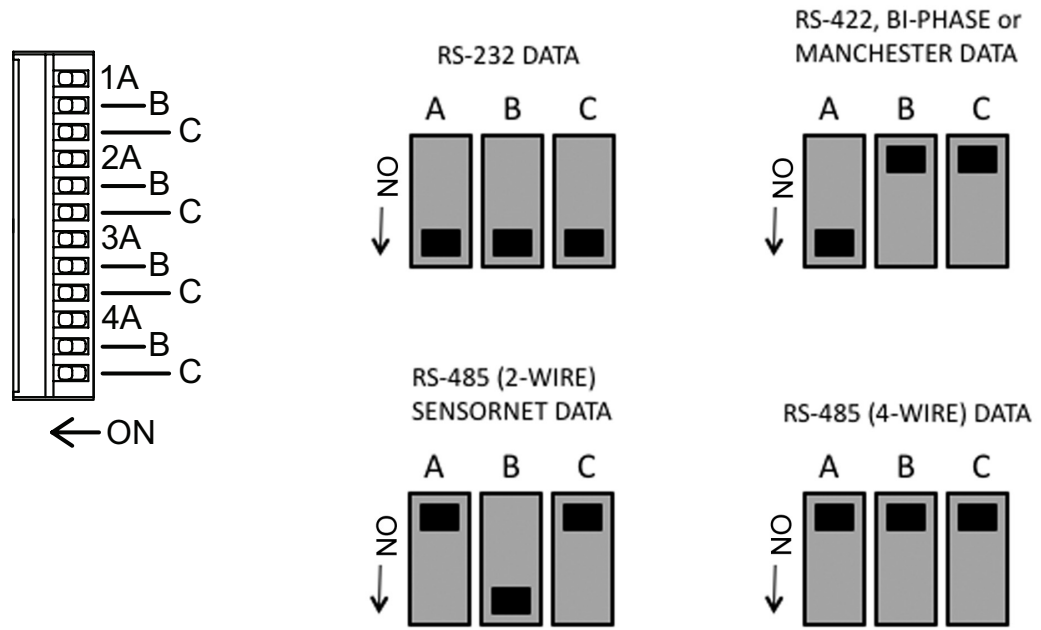 1A
B
C
2A
B
C
3A
B
C
4A
B
C
ON
RS-232 DATA
A B C
ON
RS-422, BI-PHASE or
MANCHESTER DATA
A B C
ON
RS-485 (2-WIRE)
SENSORNET DATA
A B C
ON
RS-485 (4-WIRE) DATA
A B C
ON